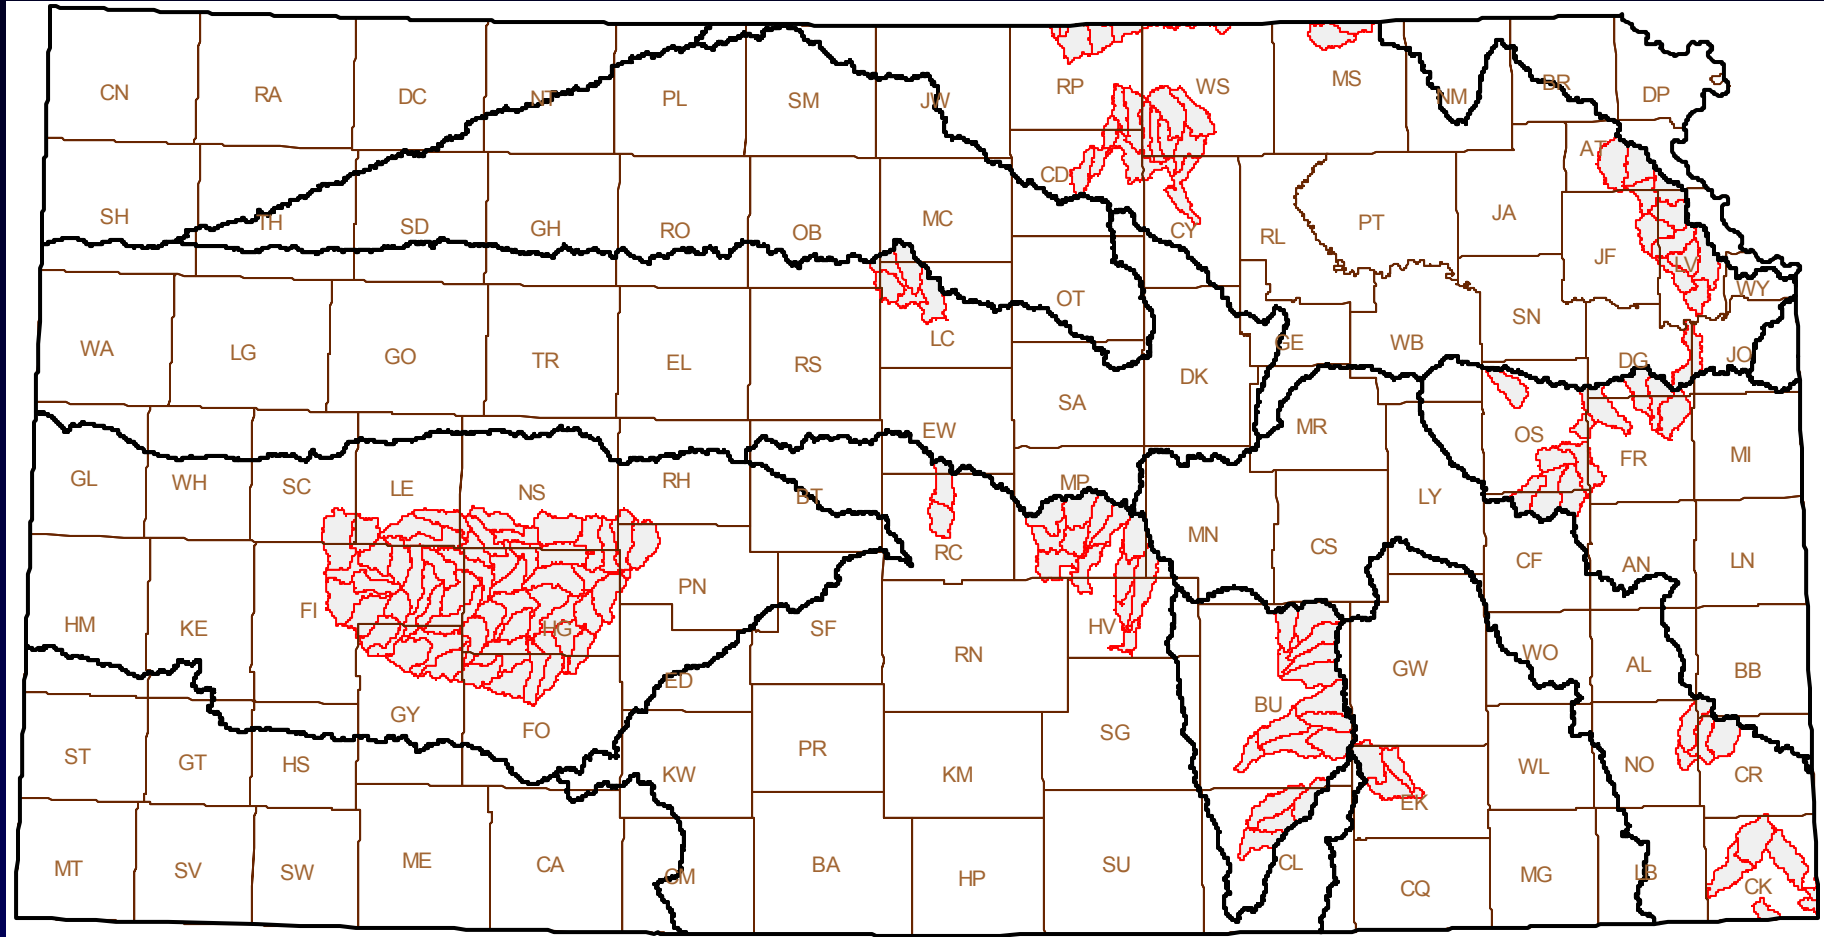 CN RA DC NT PL SM JW RP WS MS NM BR DP
SH TH SD GH RO OB MC CD CY RL PT JA AT
JF LV WY
WA LG GO TR EL RS LC OT DK GE WB SN DG JO
GL WH SC LE NS RH BT EW SA MR OS FR MI
RC MP MN CS LY CF AN LN
HM KE FI HG PN SF RN HV BU GW WO AL BB
ST GT HS GY FO ED KW PR KM SG EK WL NO CR
MT SV SW ME CA CM BA HP SU CL CQ MG LB CK